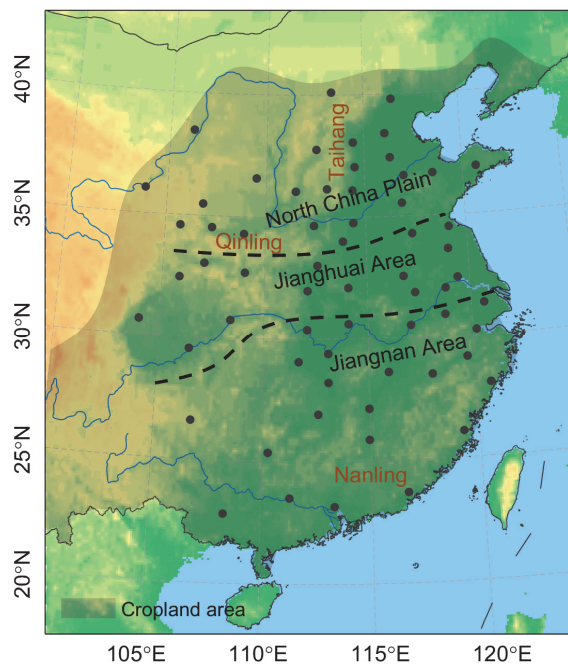 40°N
35°N
30°N
25°N
20°N
Taihang
North China Plain
Qinling
Jianghuai Area
Jiangnan Area
Nanling
Cropland area
105°E
110°E
115°E
120°E